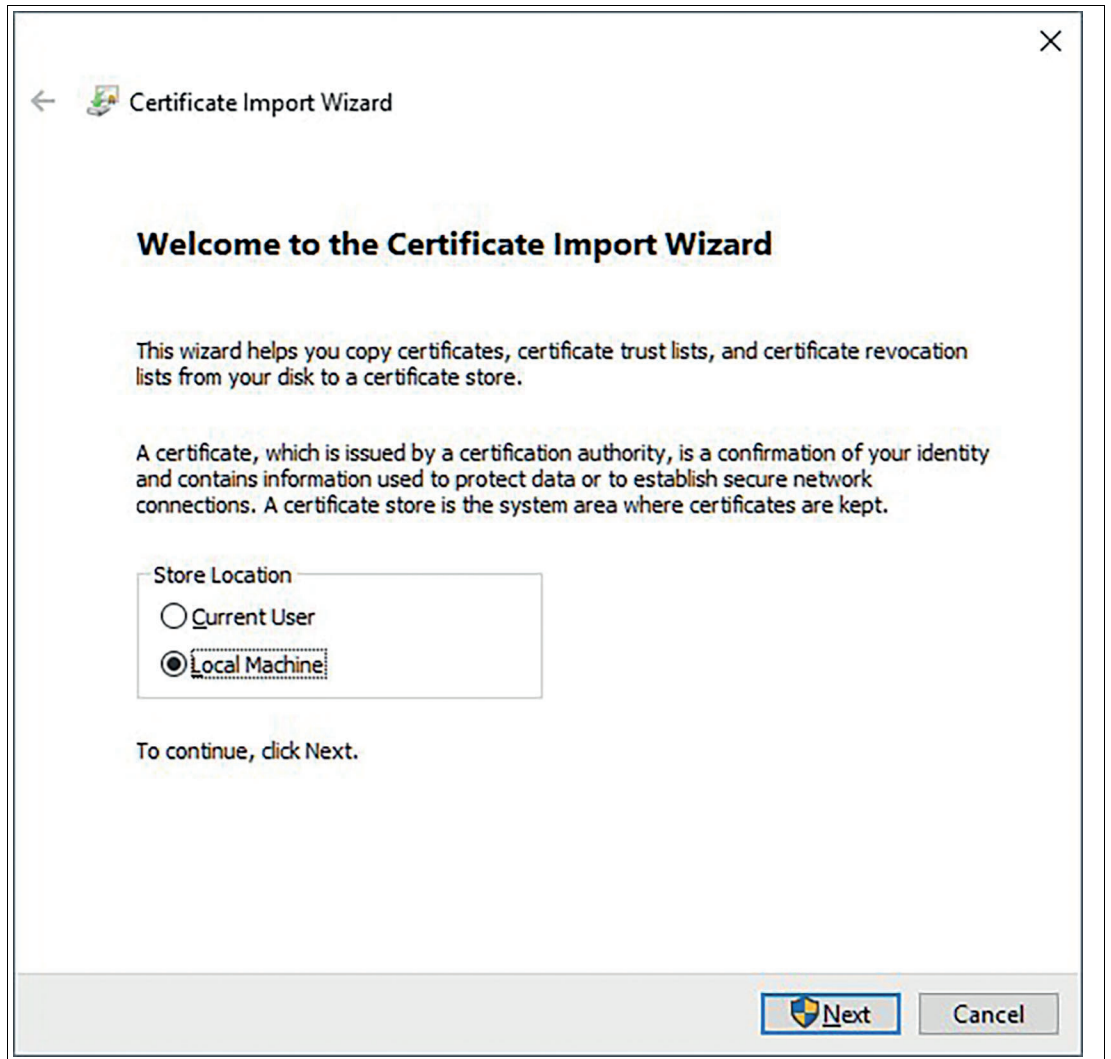 Certificate Import Wizard
Welcome to the Certificate Import Wizard
This wizard helps you copy certificates, certificate trust lists, and certificate revocation
lists from your disk to a certificate store.
A certificate, which is issued by a certification authority, is a confirmation of your identity
and contains information used to protect data or to establish secure network
connections. A certificate store is the system area where certificates are kept.
Store Location
Current User
Local Machine
To continue, click Next.
Next
Cancel